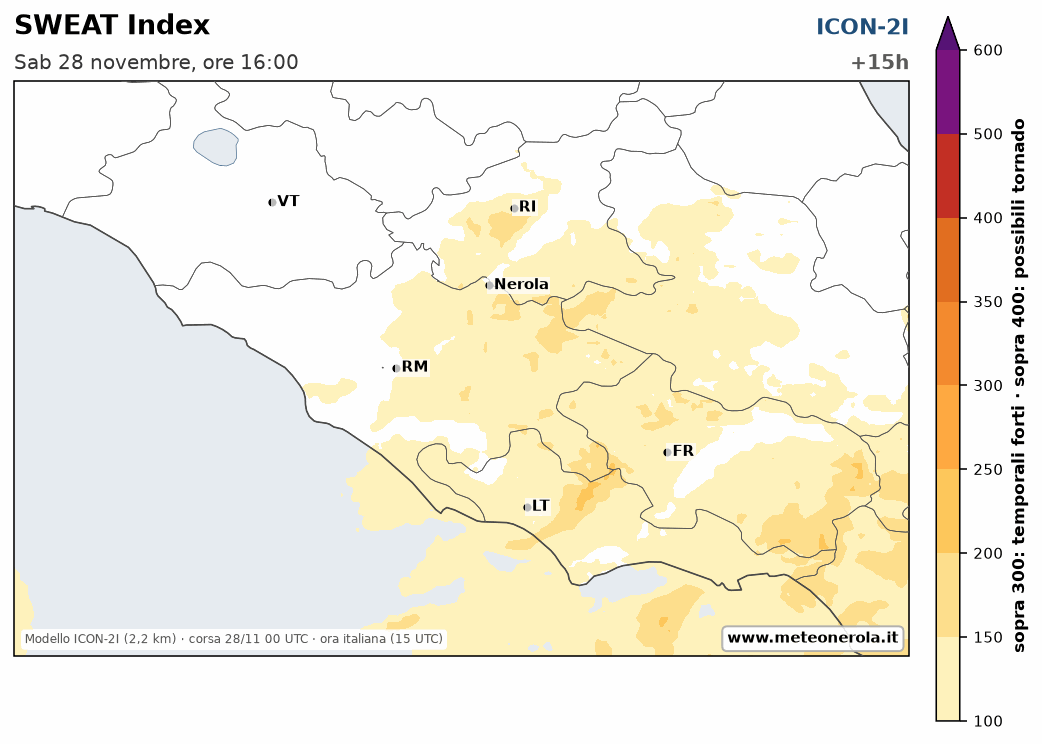 SWEAT Index
ICON-2I
Sab 28 novembre, ore 16:00
+15h
VT
RI
Nerola
RM
FR
LT
Modello ICON-2I (2,2 km) · corsa 28/11 00 UTC · ora italiana (15 UTC)
www.meteonerola.it
600
500
400
350
300
250
200
150
100
sopra 300: temporali forti · sopra 400: possibili tornado